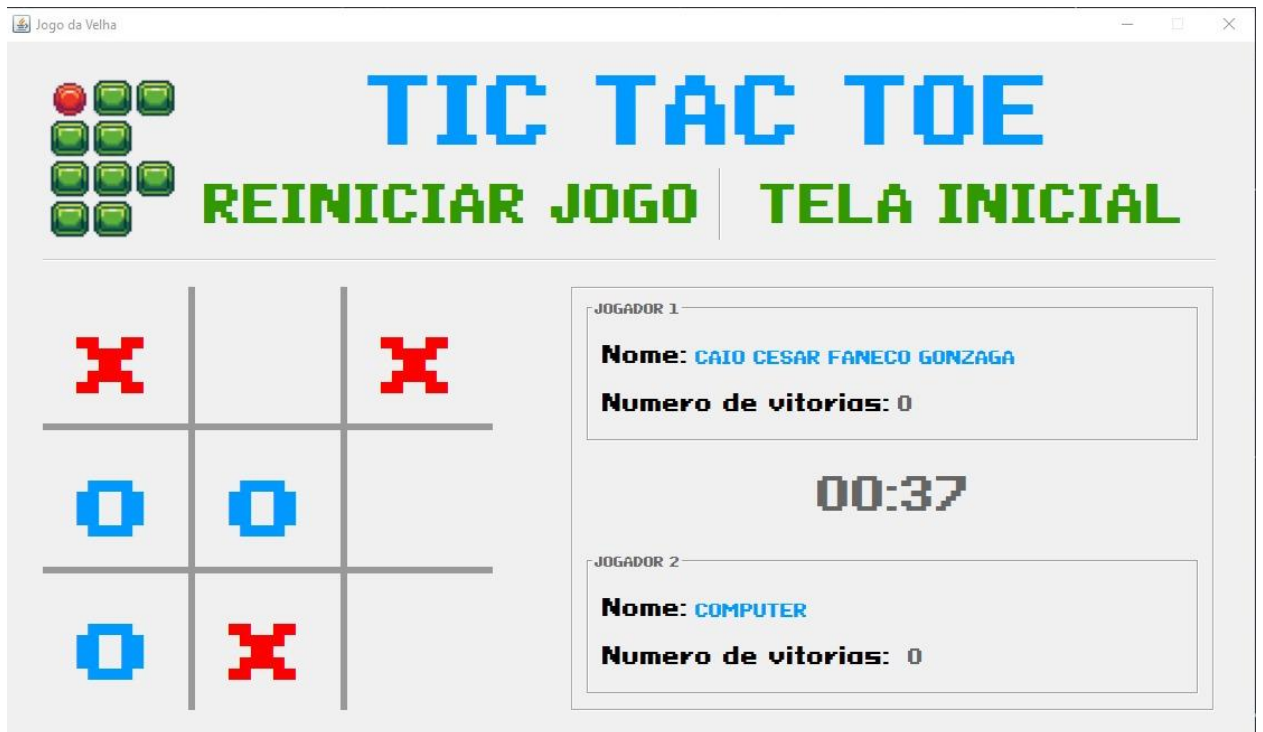 Jogo da Velha
TIC TAC TOE
REINICIAR JOGO
TELA INICIAL
X X
O O
O X
JOGADOR 1
Nome: CAIO CESAR FANECO GONZAGA
Numero de vitorias: 0
00:37
JOGADOR 2
Nome: COMPUTER
Numero de vitorias: 0